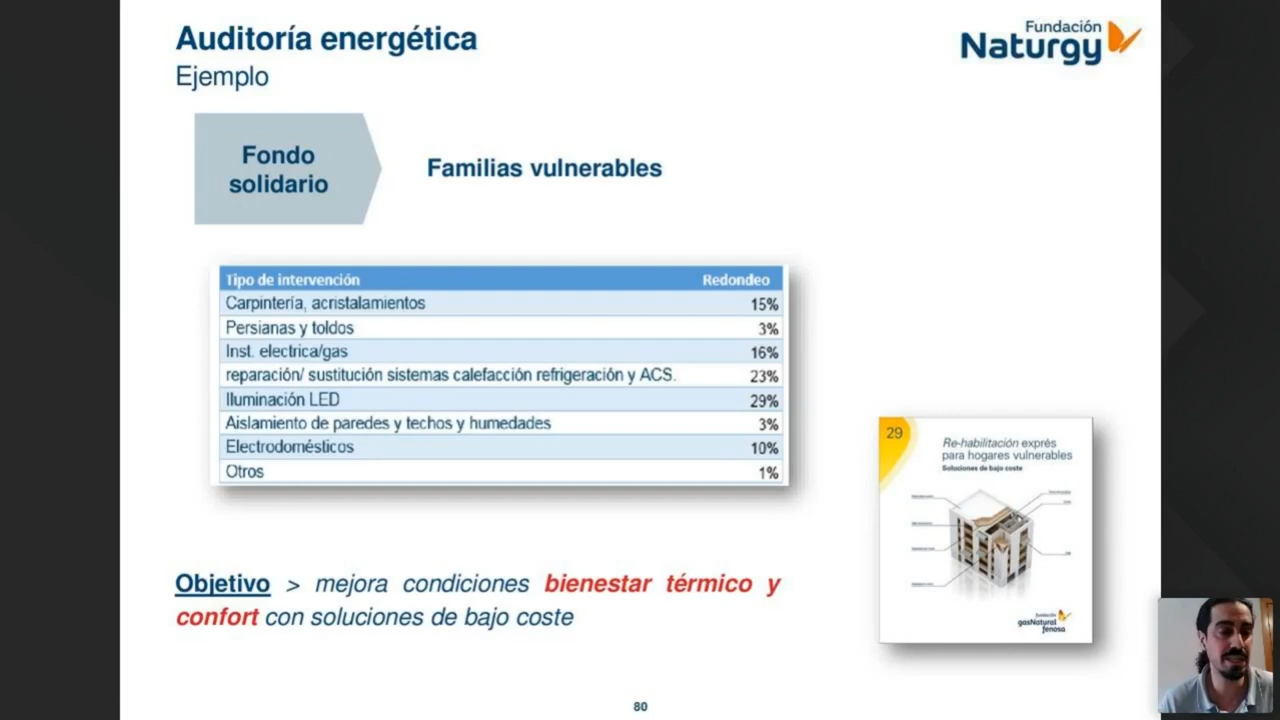 Auditoría energética
Ejemplo
Fundación
Naturgy
Fondo
solidario
Familias vulnerables
Tipo de intervención Redondeo
Carpintería, acristalamientos 15%
Persianas y toldos 3%
Inst. electrica/gas 16%
reparación/ sustitución sistemas calefacción refrigeración y ACS. 23%
Iluminación LED 29%
Aislamiento de paredes y techos y humedades 3%
Electrodomésticos 10%
Otros 1%
29
Re-habilitación exprés
para hogares vulnerables
Soluciones de bajo coste
fundación
gasNatural
fenosa
Objetivo > mejora condiciones bienestar térmico y
confort con soluciones de bajo coste
80